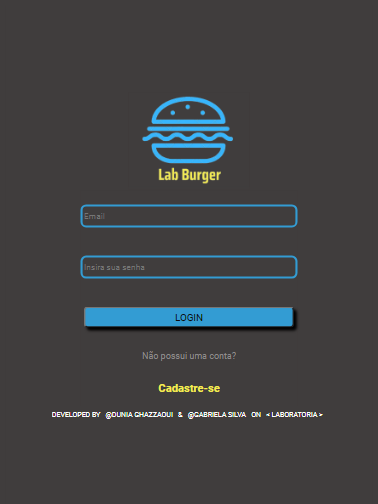 Lab Burger
Email
Insira sua senha
LOGIN
Não possui uma conta?
Cadastre-se
DEVELOPED BY @DUNIA GHAZZAOUI & @GABRIELA SILVA ON < LABORATORIA >